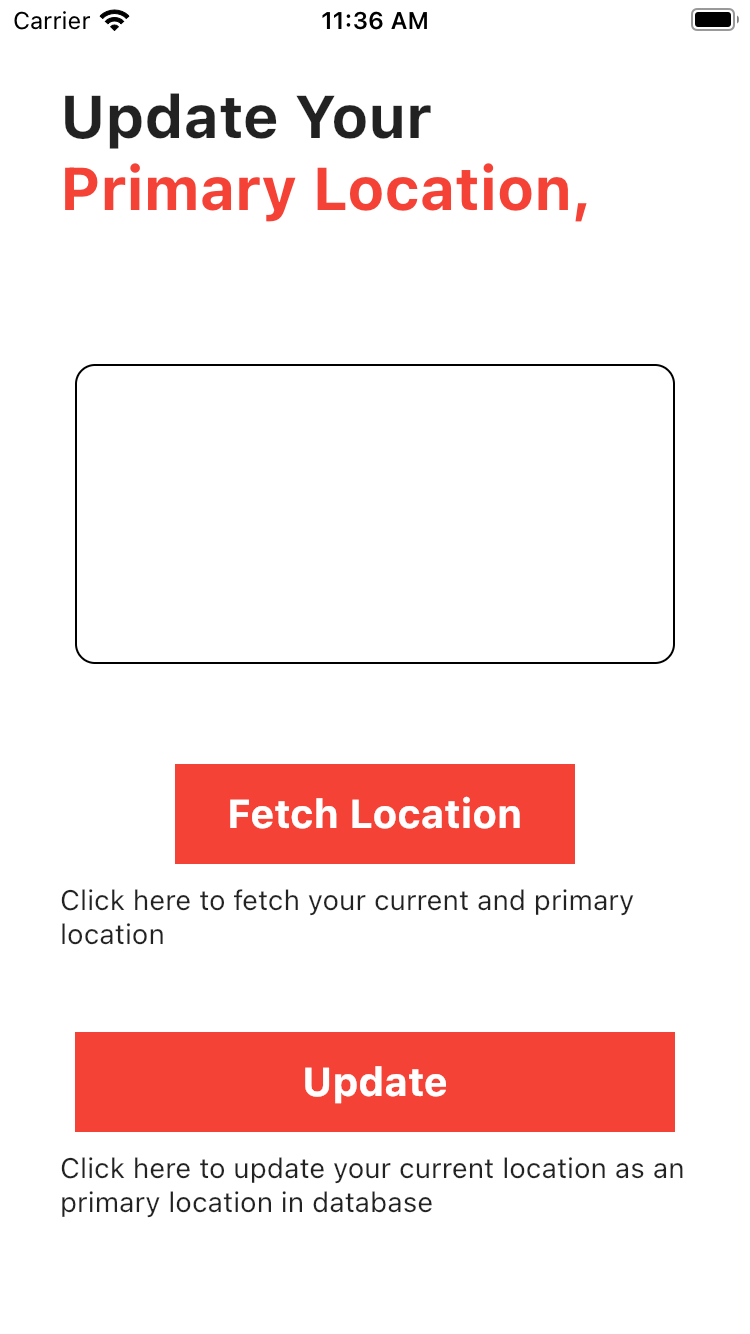 Carrier 11:36 AM
Update Your
Primary Location,
Fetch Location
Click here to fetch your current and primary
location
Update
Click here to update your current location as an
primary location in database